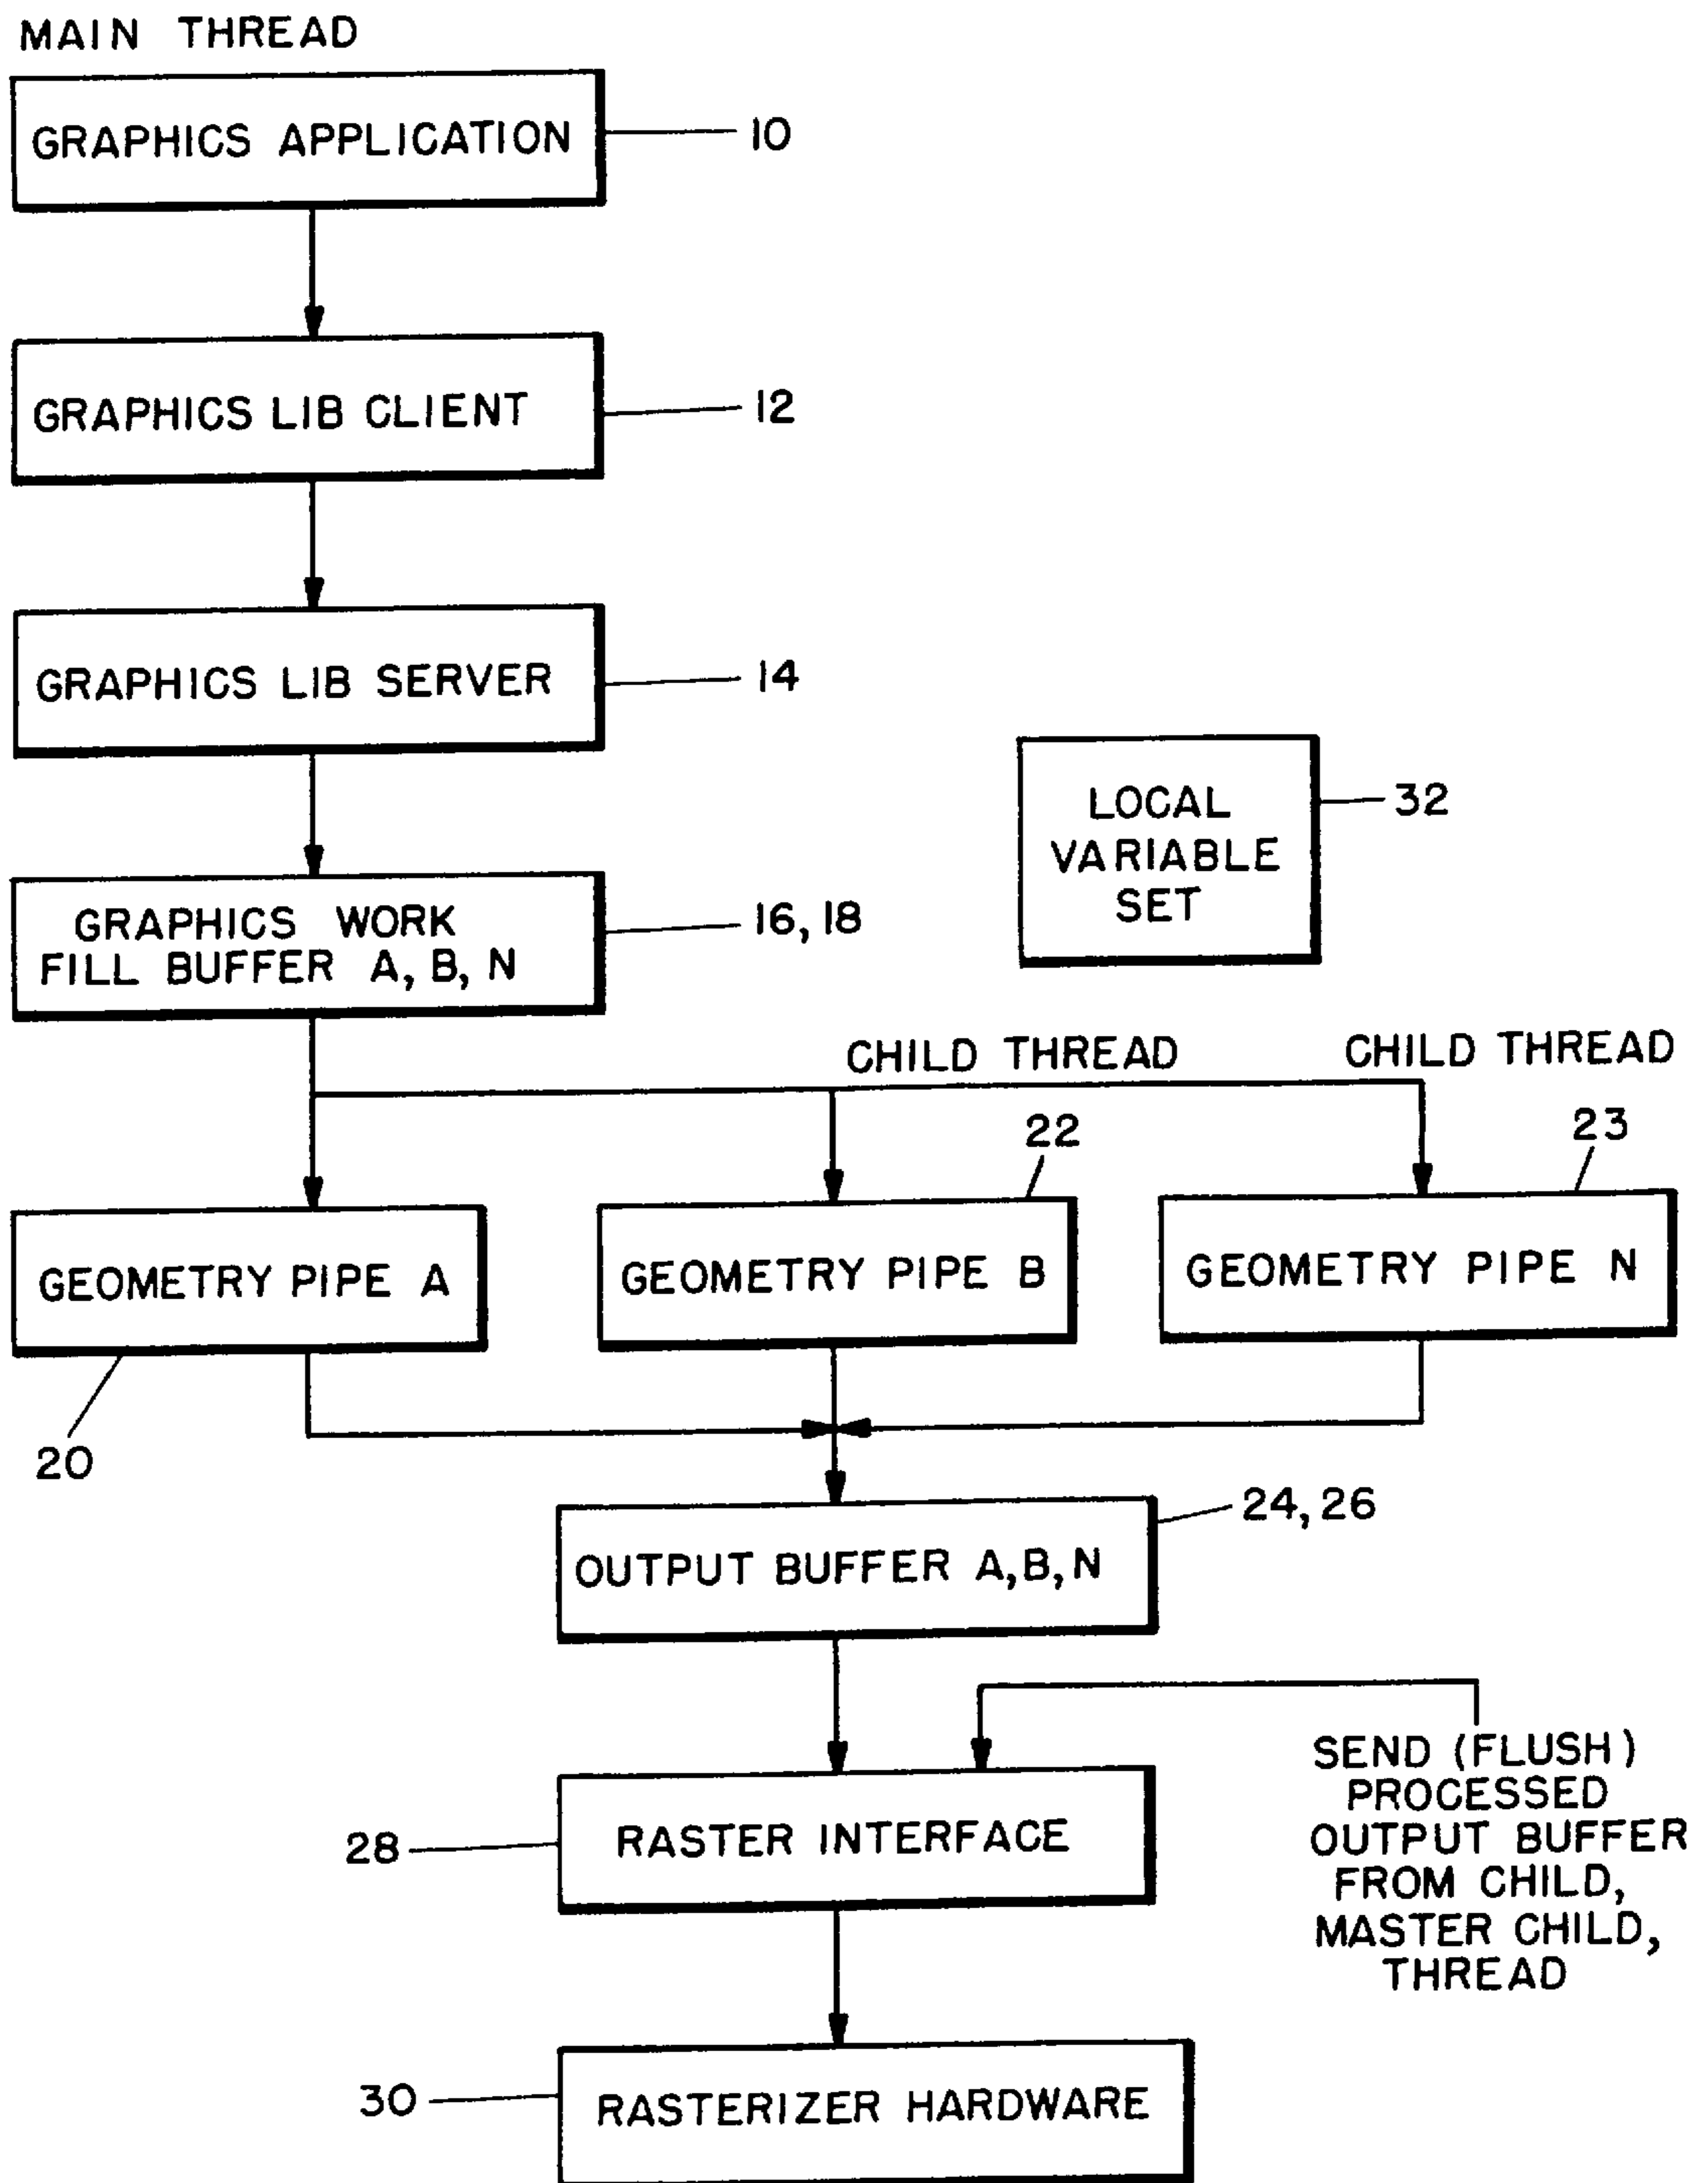 MAIN THREAD
GRAPHICS APPLICATION
10
GRAPHICS LIB CLIENT
12
GRAPHICS LIB SERVER
14
LOCAL
VARIABLE
SET
32
GRAPHICS WORK
FILL BUFFER A, B, N
16, 18
CHILD THREAD
CHILD THREAD
22
23
GEOMETRY PIPE A
GEOMETRY PIPE B
GEOMETRY PIPE N
20
24, 26
OUTPUT BUFFER A, B, N
SEND (FLUSH)
PROCESSED
OUTPUT BUFFER
FROM CHILD,
MASTER CHILD,
THREAD
28
RASTER INTERFACE
30
RASTERIZER HARDWARE